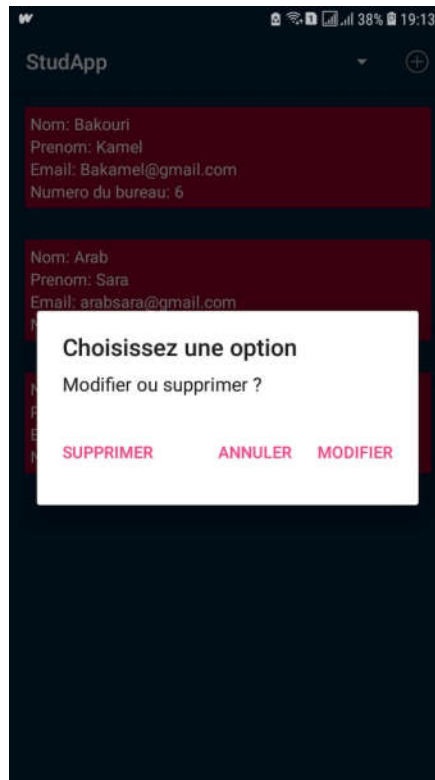 38% 19:13
StudApp
Nom: Bakouri
Prenom: Kamel
Email: Bakamel@gmail.com
Numero du bureau: 6
Nom: Arab
Prenom: Sara
Email: arabsara@gmail.com
Choisissez une option
Modifier ou supprimer ?
SUPPRIMER ANNULER MODIFIER